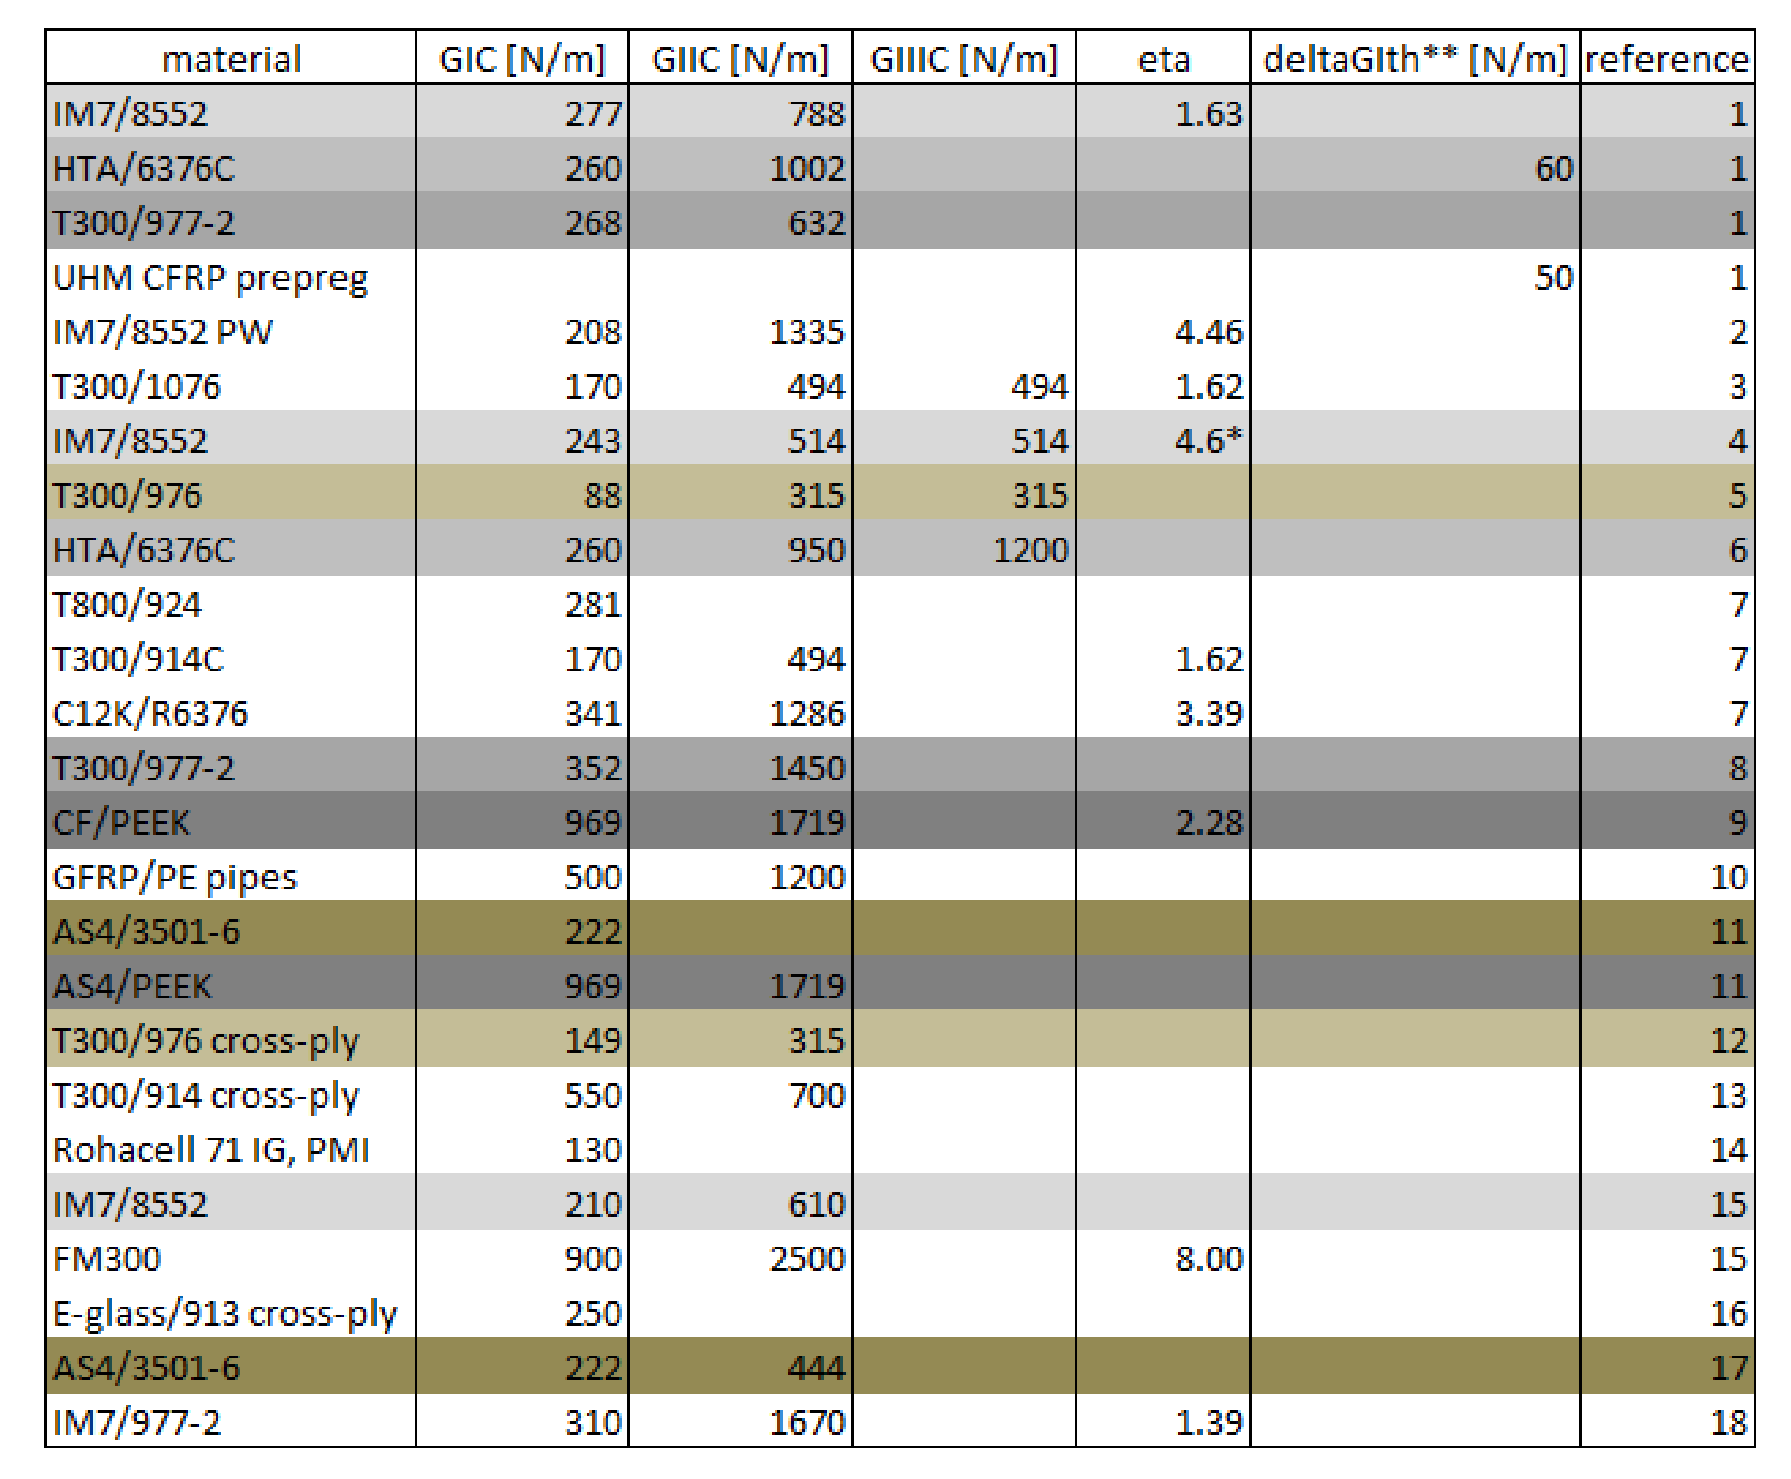 material GIC [N/m] GIIC [N/m] GIIIC [N/m] eta deltaGIth** [N/m] reference
IM7/8552 277 788 1.63 1
HTA/6376C 260 1002 60 1
T300/977-2 268 632 1
UHM CFRP prepreg 50 1
IM7/8552 PW 208 1335 4.46 2
T300/1076 170 494 494 1.62 3
IM7/8552 243 514 514 4.6* 4
T300/976 88 315 315 5
HTA/6376C 260 950 1200 6
T800/924 281 7
T300/914C 170 494 1.62 7
C12K/R6376 341 1286 3.39 7
T300/977-2 352 1450 8
CF/PEEK 969 1719 2.28 9
GFRP/PE pipes 500 1200 10
AS4/3501-6 222 11
AS4/PEEK 969 1719 11
T300/976 cross-ply 149 315 12
T300/914 cross-ply 550 700 13
Rohacell 71 IG, PMI 130 14
IM7/8552 210 610 15
FM300 900 2500 8.00 15
E-glass/913 cross-ply 250 16
AS4/3501-6 222 444 17
IM7/977-2 310 1670 1.39 18